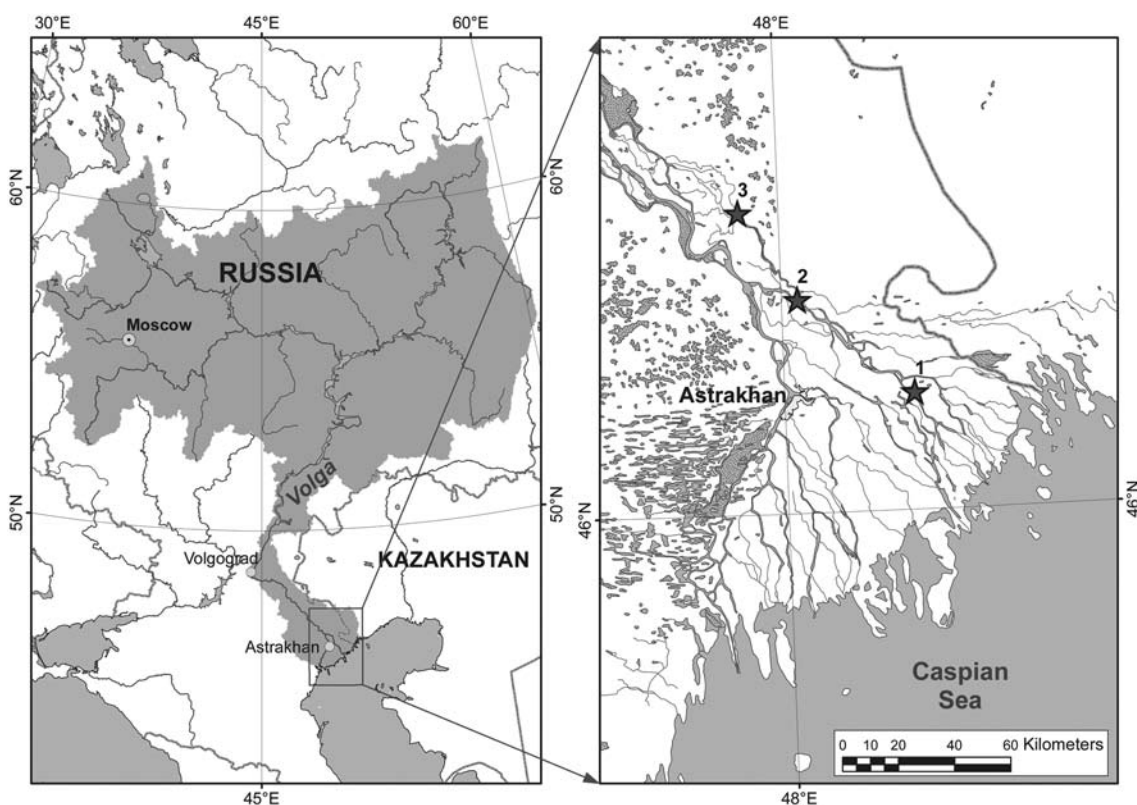 30°E
45°E
60°E
60°N
60°N
RUSSIA
Moscow
50°N
50°N
Volga
Volgograd
KAZAKHSTAN
Astrakhan
45°E
48°E
3
2
1
Astrakhan
46°N
46°N
Caspian
Sea
0 10 20 40 60 Kilometers
48°E